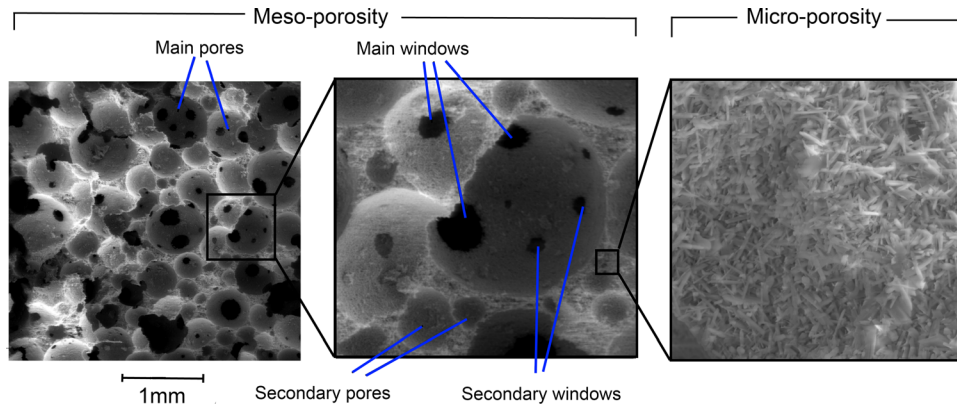 Meso-porosity
Micro-porosity
Main pores
Main windows
Secondary pores
Secondary windows
1mm